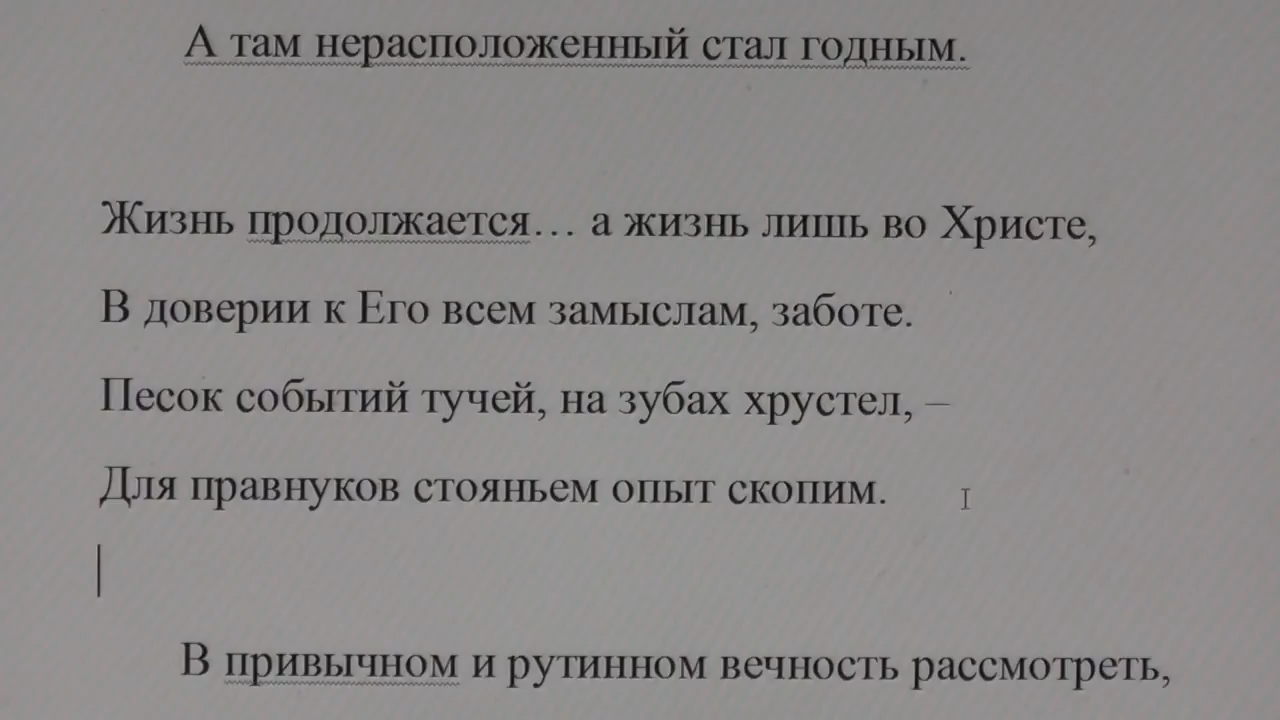 А там нерасположенный стал годным.
Жизнь продолжается… а жизнь лишь во Христе,
В доверии к Его всем замыслам, заботе.
Песок событий тучей, на зубах хрустел, –
Для правнуков стояньем опыт скопим.
В привычном и рутинном вечность рассмотреть,